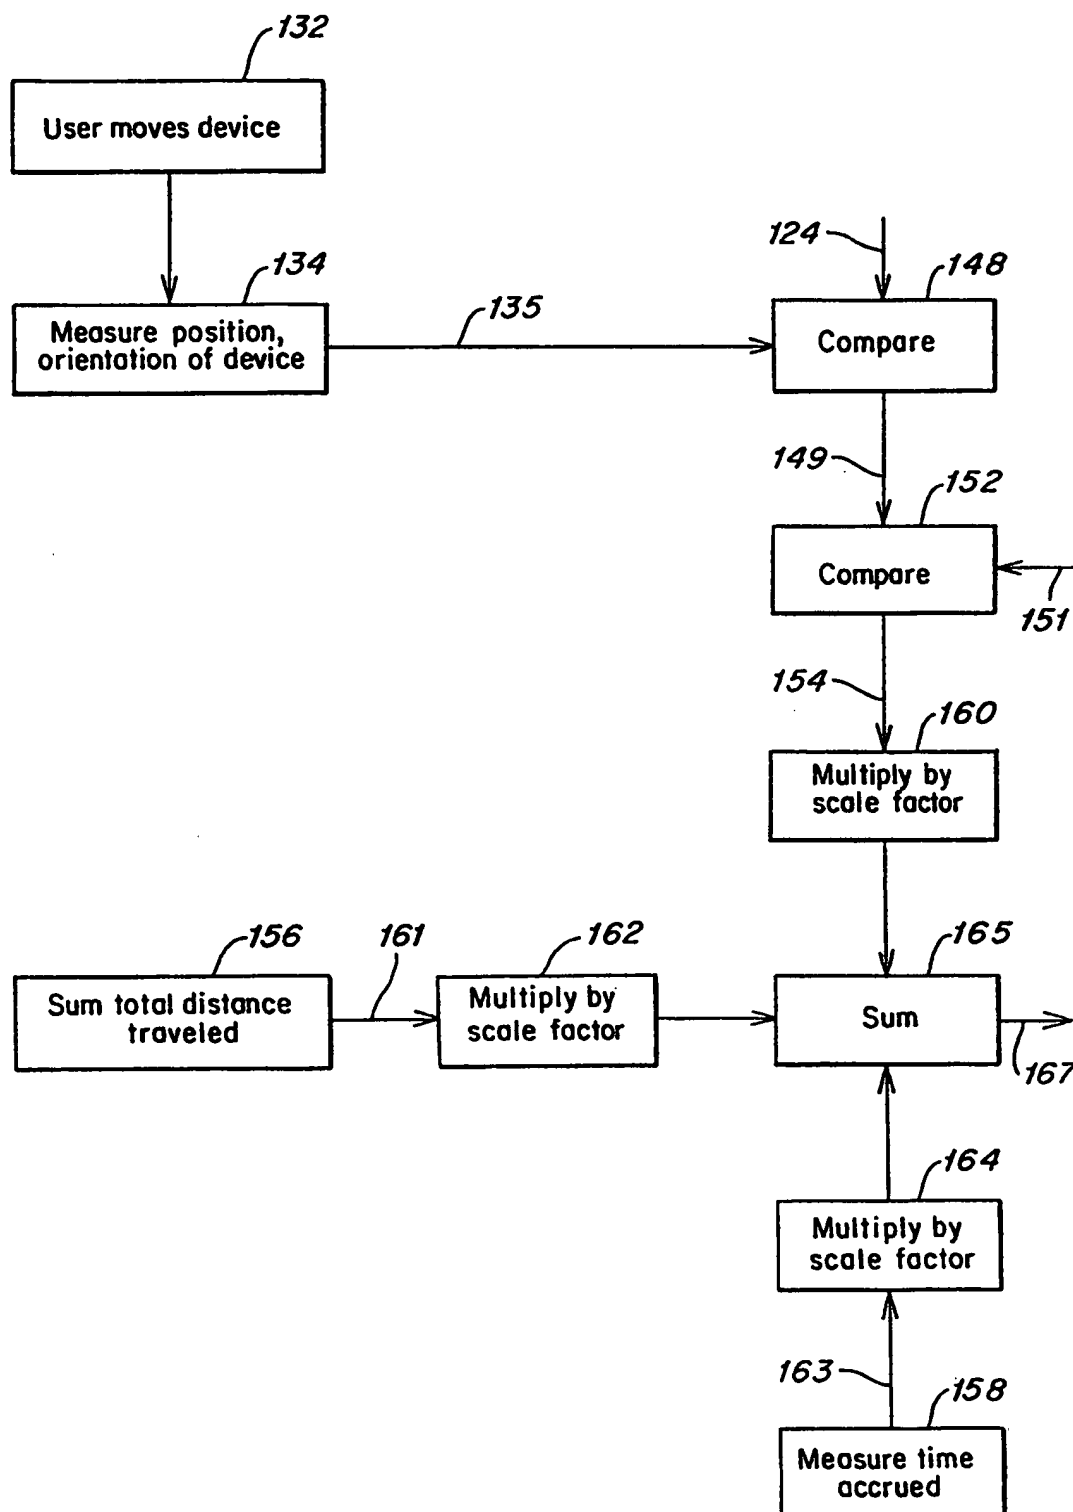 132
User moves device
134
Measure position,
orientation of device
135
124
148
Compare
149
152
Compare
151
154
160
Multiply by
scale factor
156
Sum total distance
traveled
161
162
Multiply by
scale factor
165
Sum
167
164
Multiply by
scale factor
163
158
Measure time
accrued